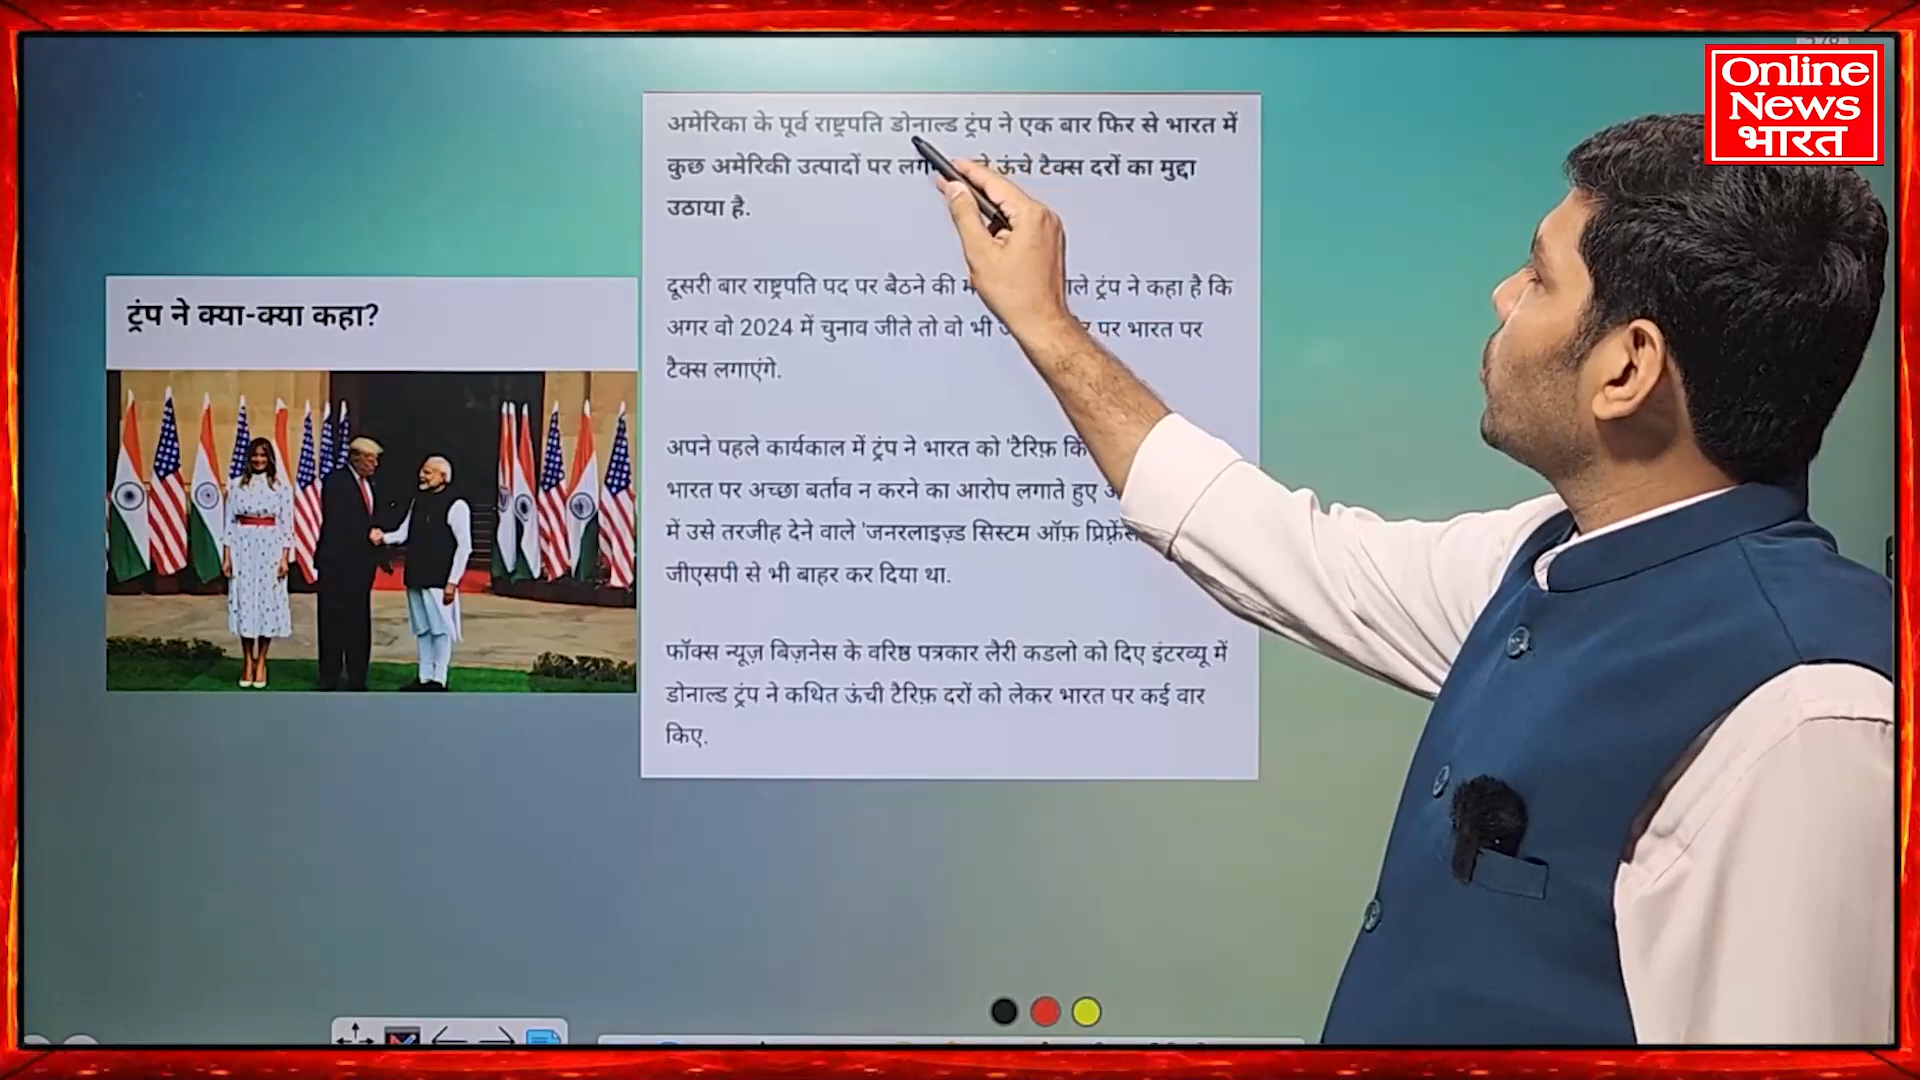 Online
News
भारत
ट्रंप ने क्या-क्या कहा?
अमेरिका के पूर्व राष्ट्रपति डोनाल्ड ट्रंप ने एक बार फिर से भारत में
कुछ अमेरिकी उत्पादों पर ऊंचे टैक्स दरों का मुद्दा
उठाया है.
दूसरी बार राष्ट्रपति पद पर बैठने की ट्रंप ने कहा है कि
अगर वो 2024 में चुनाव जीते तो वो भी पर भारत पर
टैक्स लगाएंगे.
अपने पहले कार्यकाल में ट्रंप ने भारत को 'टैरिफ़
भारत पर अच्छा बर्ताव न करने का आरोप लगाते हुए
में उसे तरजीह देने वाले 'जनरलाइज़्ड सिस्टम ऑफ़
जीएसपी से भी बाहर कर दिया था.
फॉक्स न्यूज़ बिज़नेस के वरिष्ठ पत्रकार लैरी कडलो को दिए इंटरव्यू में
डोनाल्ड ट्रंप ने कथित ऊंची टैरिफ़ दरों को लेकर भारत पर कई वार
किए.